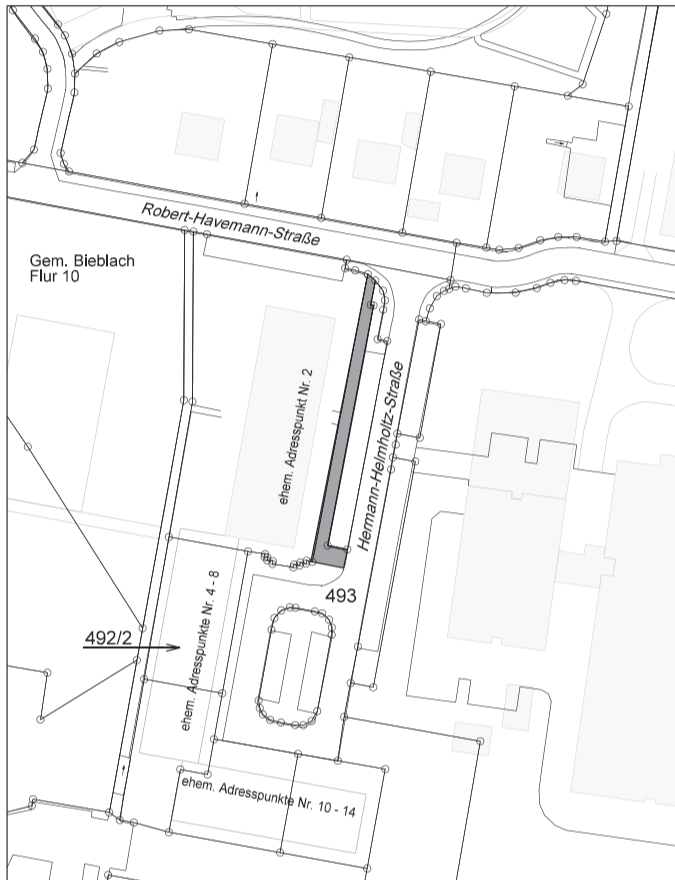 Robert-Havemann-Straße
Gem. Bieblach
Flur 10
ehem. Adresspunkt Nr. 2
Hermann-Helmholtz-Straße
493
492/2
ehem. Adresspunkte Nr. 4 - 8
ehem. Adresspunkte Nr. 10 - 14